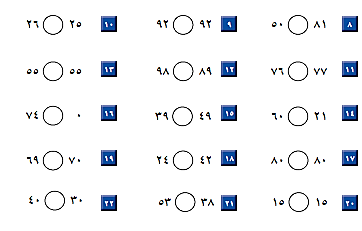 ٨ ٨١ ٥٠ ٩ ٩٢ ٩٢ ١٠ ٢٥ ٢٦
١١ ٧٧ ٧٦ ١٢ ٨٩ ٩٨ ١٣ ٥٥ ٥٥
١٤ ٢١ ٦٠ ١٥ ٤٩ ٣٩ ١٦ ٠ ٧٤
١٧ ٨٠ ٨٠ ١٨ ٤٢ ٢٤ ١٩ ٧٠ ٦٩
٢٠ ١٥ ١٥ ٢١ ٣٨ ٥٣ ٢٢ ٣٠ ٤٠